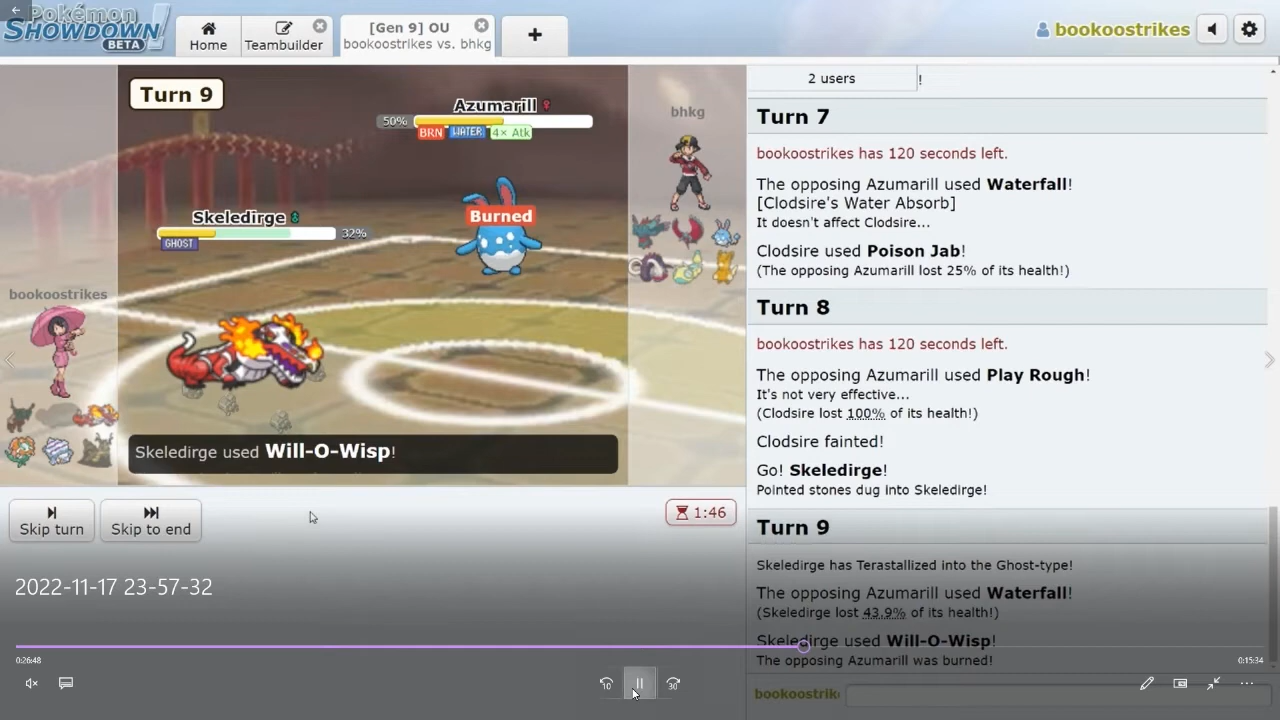 Pokémon
SHOWDOWN!
BETA
Home
Teambuilder
[Gen 9] OU
bookoostrikes vs. bhkg
+
bookoostrikes
Turn 9
Azumarill
50%
BRN WATER 4× Atk
bhkg
Burned
Skeledirge
32%
GHOST
bookoostrikes
Skeledirge used Will-O-Wisp!
Skip turn
Skip to end
1:46
2022-11-17 23-57-32
0:26:48
0:15:34
10
30
2 users
!
Turn 7
bookoostrikes has 120 seconds left.
The opposing Azumarill used Waterfall!
[Clodsire's Water Absorb]
It doesn't affect Clodsire...
Clodsire used Poison Jab!
(The opposing Azumarill lost 25% of its health!)
Turn 8
bookoostrikes has 120 seconds left.
The opposing Azumarill used Play Rough!
It's not very effective...
(Clodsire lost 100% of its health!)
Clodsire fainted!
Go! Skeledirge!
Pointed stones dug into Skeledirge!
Turn 9
Skeledirge has Terastallized into the Ghost-type!
The opposing Azumarill used Waterfall!
(Skeledirge lost 43.9% of its health!)
Skeledirge used Will-O-Wisp!
The opposing Azumarill was burned!
bookoostrik